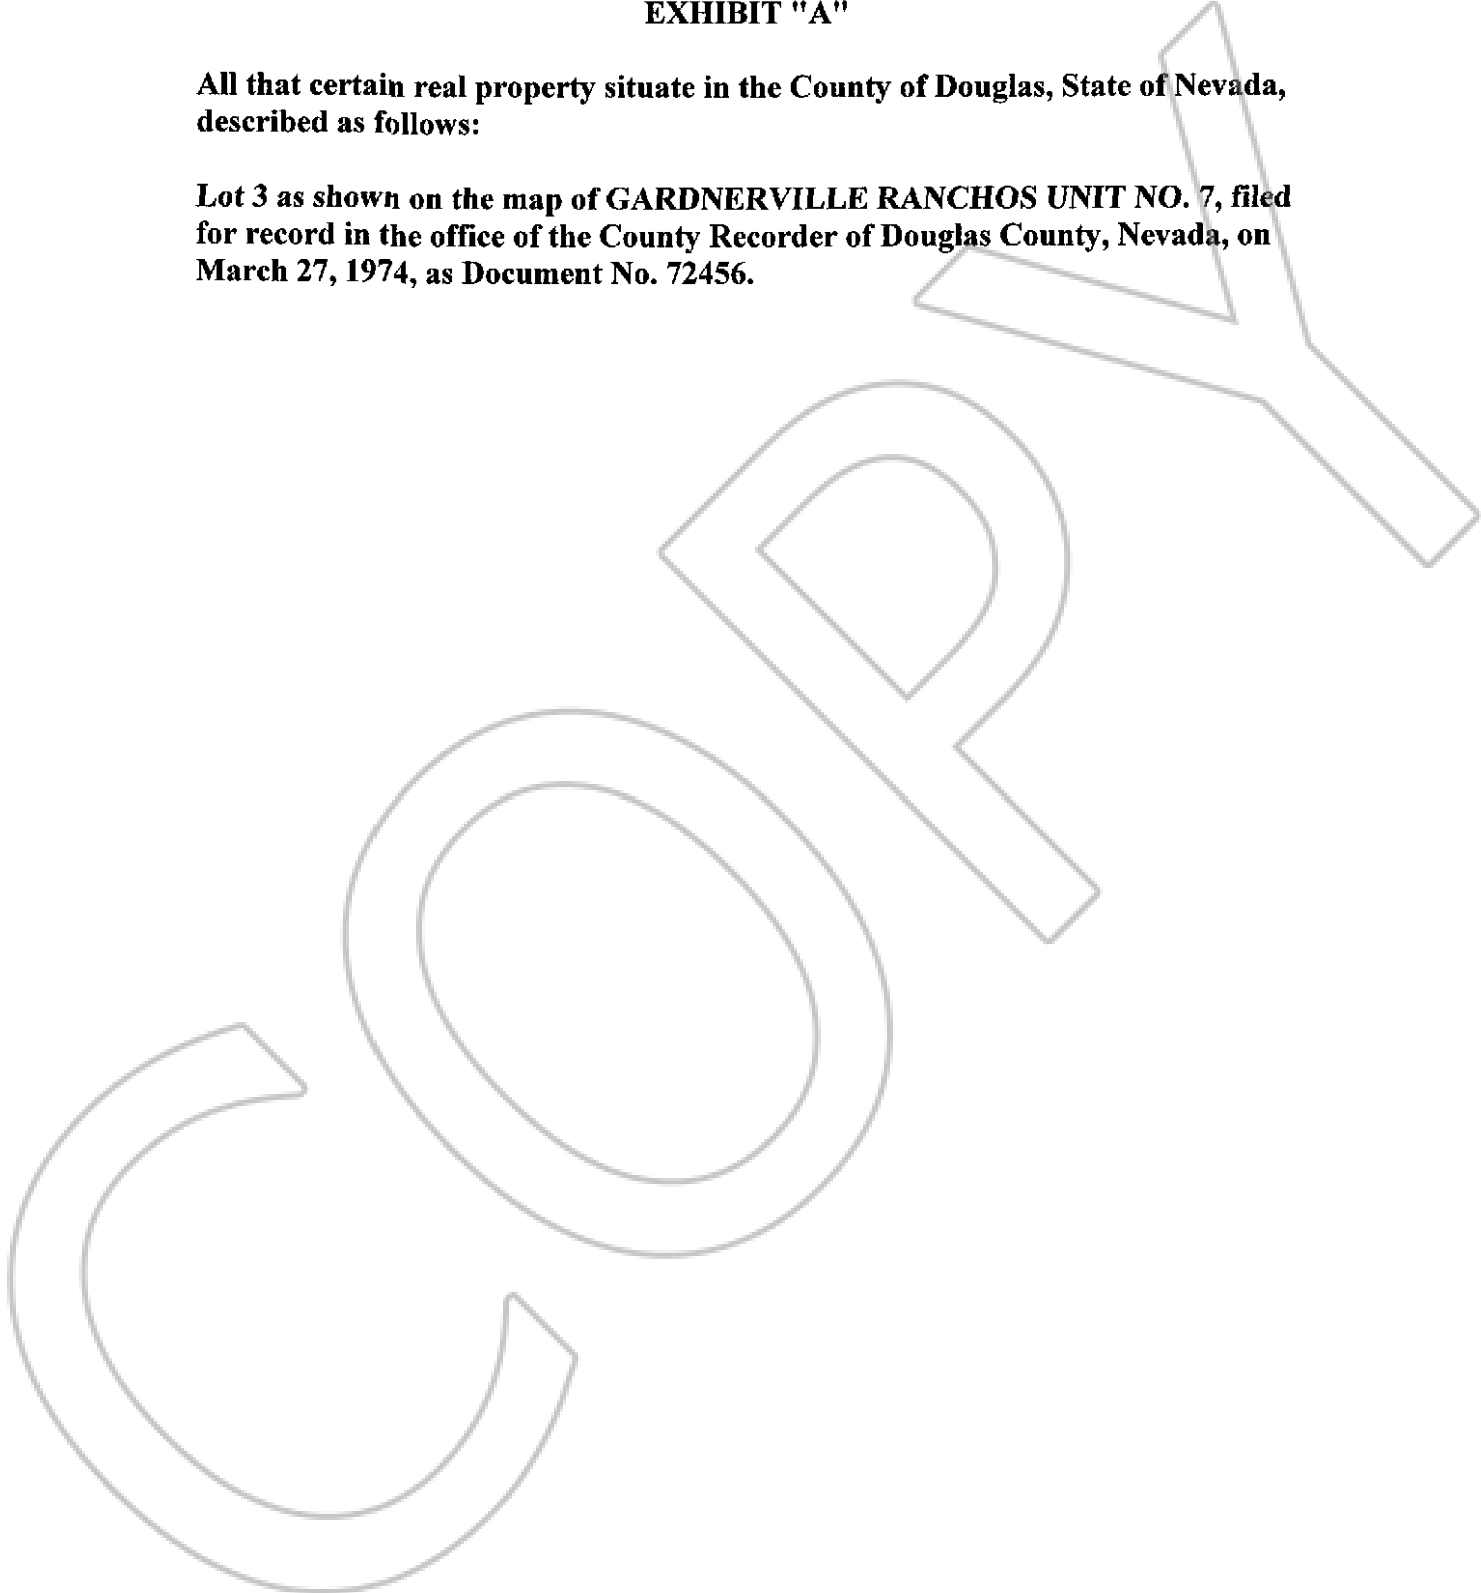 EXHIBIT "A"
All that certain real property situate in the County of Douglas, State of Nevada,
described as follows:
Lot 3 as shown on the map of GARDNERVILLE RANCHOS UNIT NO. 7, filed
for record in the office of the County Recorder of Douglas County, Nevada, on
March 27, 1974, as Document No. 72456.
COPY